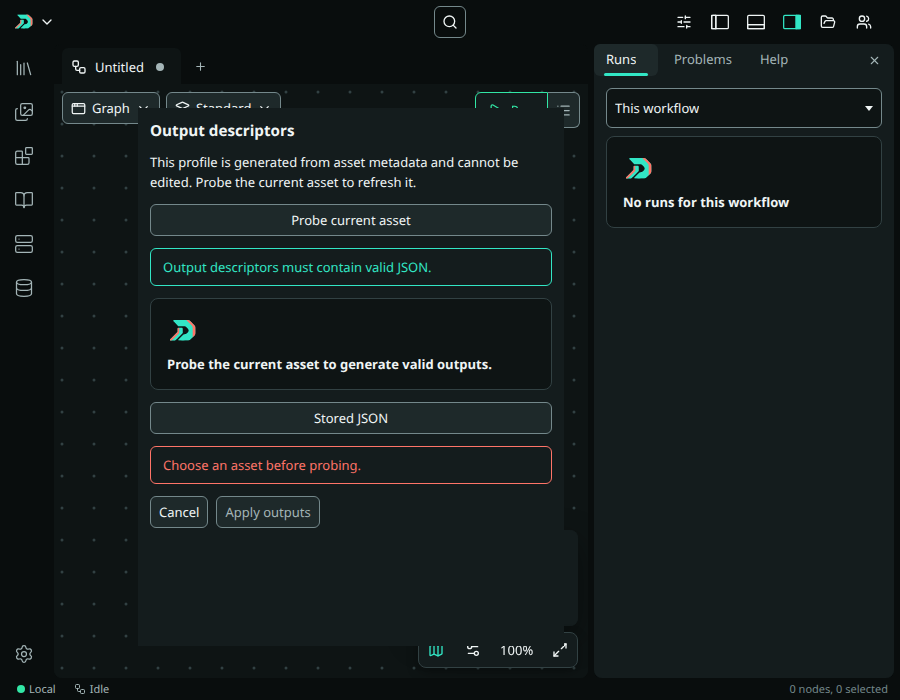 Untitled
Graph
Standard
Output descriptors
This profile is generated from asset metadata and cannot be
edited. Probe the current asset to refresh it.
Probe current asset
Output descriptors must contain valid JSON.
Probe the current asset to generate valid outputs.
Stored JSON
Choose an asset before probing.
Cancel
Apply outputs
100%
Runs
Problems
Help
This workflow
No runs for this workflow
Local
Idle
0 nodes, 0 selected